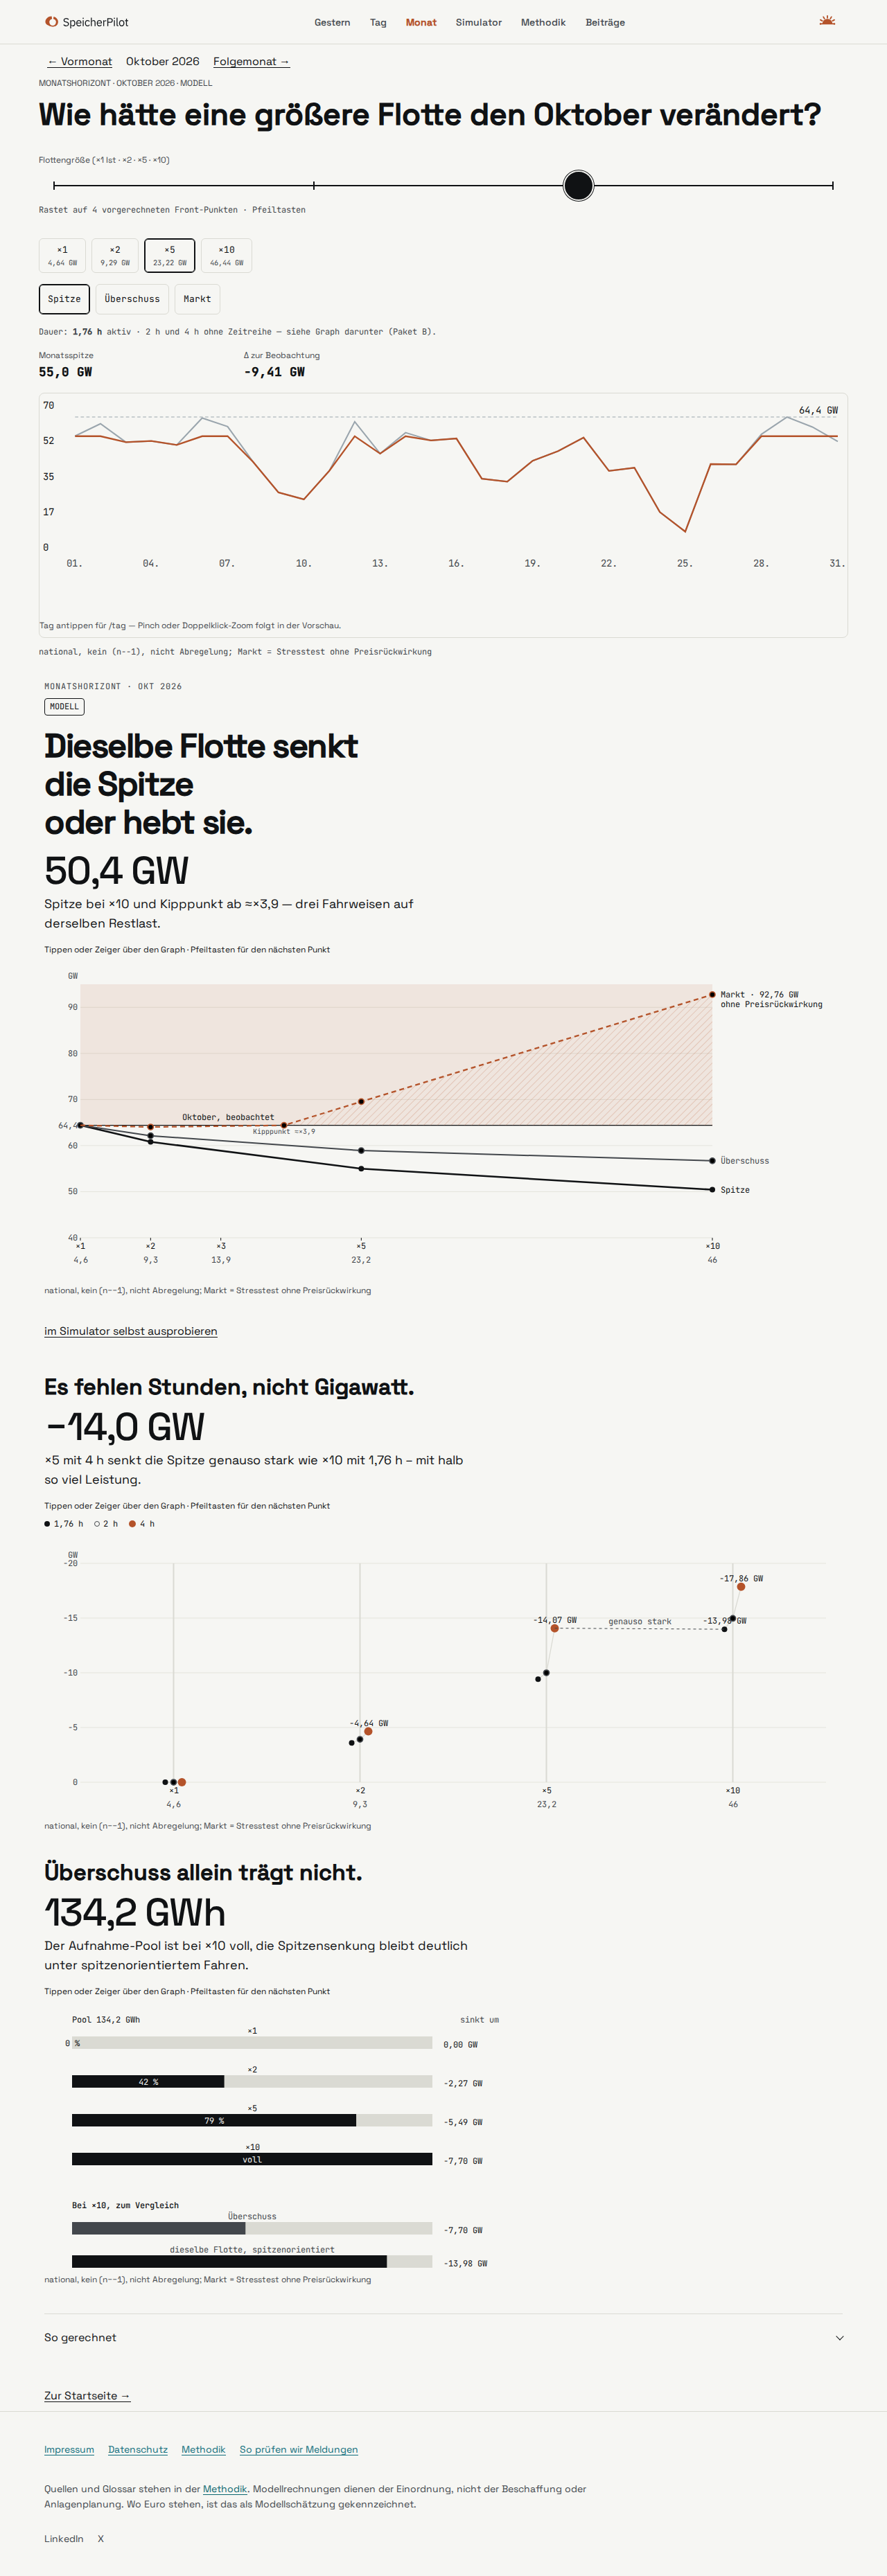 SpeicherPilot
Gestern Tag Monat Simulator Methodik Beiträge
← Vormonat Oktober 2026 Folgemonat →
MONATSHORIZONT · OKTOBER 2026 · MODELL
Wie hätte eine größere Flotte den Oktober verändert?
Flottengröße (×1 Ist · ×2 · ×5 · ×10)
Rastet auf 4 vorgerechneten Front-Punkten · Pfeiltasten
×1 ×2 ×5 ×10
4,64 GW 9,29 GW 23,22 GW 46,44 GW
Spitze Überschuss Markt
Dauer: 1,76 h aktiv · 2 h und 4 h ohne Zeitreihe — siehe Graph darunter (Paket B).
Monatsspitze Δ zur Beobachtung
55,0 GW -9,41 GW
70
64,4 GW
52
35
17
0
01. 04. 07. 10. 13. 16. 19. 22. 25. 28. 31.
Tag antippen für /tag — Pinch oder Doppelklick-Zoom folgt in der Vorschau.
national, kein (n--1), nicht Abregelung; Markt = Stresstest ohne Preisrückwirkung
MONATSHORIZONT · OKT 2026
MODELL
Dieselbe Flotte senkt
die Spitze
oder hebt sie.
50,4 GW
Spitze bei ×10 und Kipppunkt ab ≈×3,9 — drei Fahrweisen auf
derselben Restlast.
Tippen oder Zeiger über den Graph · Pfeiltasten für den nächsten Punkt
GW
Markt · 92,76 GW
ohne Preisrückwirkung
90
80
70
Oktober, beobachtet
64,4
Kipppunkt ≈×3,9
60
Überschuss
50
Spitze
40
×1 ×2 ×3 ×5 ×10
4,6 9,3 13,9 23,2 46
national, kein (n--1), nicht Abregelung; Markt = Stresstest ohne Preisrückwirkung
im Simulator selbst ausprobieren
Es fehlen Stunden, nicht Gigawatt.
−14,0 GW
×5 mit 4 h senkt die Spitze genauso stark wie ×10 mit 1,76 h – mit halb
so viel Leistung.
Tippen oder Zeiger über den Graph · Pfeiltasten für den nächsten Punkt
1,76 h 2 h 4 h
GW
-20
-17,86 GW
-15
-14,07 GW genauso stark -13,98 GW
-10
-5
-4,64 GW
0
×1 ×2 ×5 ×10
4,6 9,3 23,2 46
national, kein (n--1), nicht Abregelung; Markt = Stresstest ohne Preisrückwirkung
Überschuss allein trägt nicht.
134,2 GWh
Der Aufnahme-Pool ist bei ×10 voll, die Spitzensenkung bleibt deutlich
unter spitzenorientiertem Fahren.
Tippen oder Zeiger über den Graph · Pfeiltasten für den nächsten Punkt
Pool 134,2 GWh sinkt um
×1
0 % 0,00 GW
×2
42 % -2,27 GW
×5
79 % -5,49 GW
×10
voll -7,70 GW
Bei ×10, zum Vergleich
Überschuss
-7,70 GW
dieselbe Flotte, spitzenorientiert
-13,98 GW
national, kein (n--1), nicht Abregelung; Markt = Stresstest ohne Preisrückwirkung
So gerechnet
Zur Startseite →
Impressum Datenschutz Methodik So prüfen wir Meldungen
Quellen und Glossar stehen in der Methodik. Modellrechnungen dienen der Einordnung, nicht der Beschaffung oder
Anlagenplanung. Wo Euro stehen, ist das als Modellschätzung gekennzeichnet.
LinkedIn X